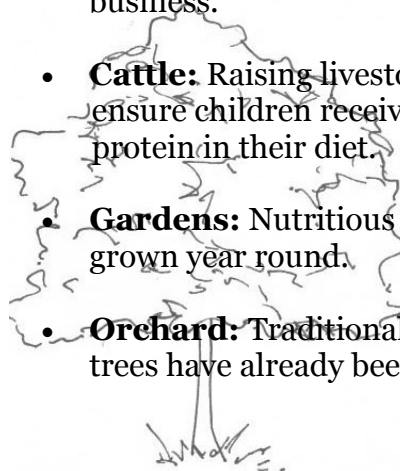 business.
• Cattle: Raising livesto
ensure children receiv
protein in their diet.
• Gardens: Nutritious
grown year round.
• Orchard: Traditional
trees have already bee